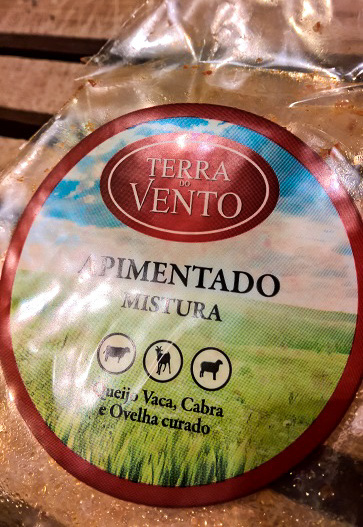 TERRA
DO
VENTO
APIMENTADO
MISTURA
Queijo Vaca, Cabra
e Ovelha curado